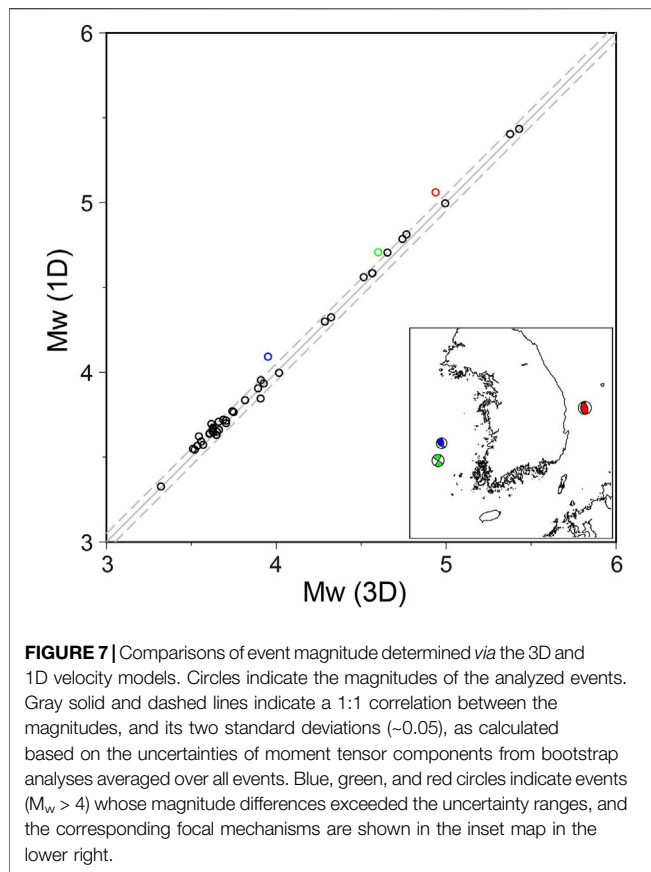 6
5
4
3
Mw (1D)
3
4
5
6
Mw (3D)
FIGURE 7 | Comparisons of event magnitude determined via the 3D and
1D velocity models. Circles indicate the magnitudes of the analyzed events.
Gray solid and dashed lines indicate a 1:1 correlation between the
magnitudes, and its two standard deviations (~0.05), as calculated
based on the uncertainties of moment tensor components from bootstrap
analyses averaged over all events. Blue, green, and red circles indicate events
(Mw > 4) whose magnitude differences exceeded the uncertainty ranges, and
the corresponding focal mechanisms are shown in the inset map in the
lower right.